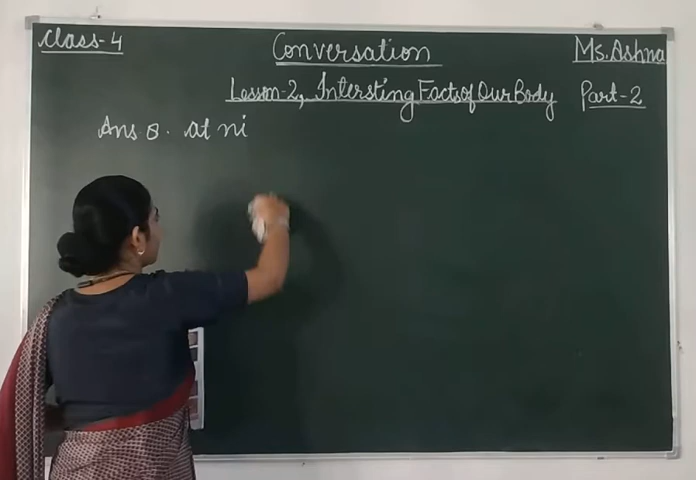 Class-4 Conversation Ms. Ashna
Lesson-2, Intersting Facts of Our Body Part-2
Ans 8. at ni